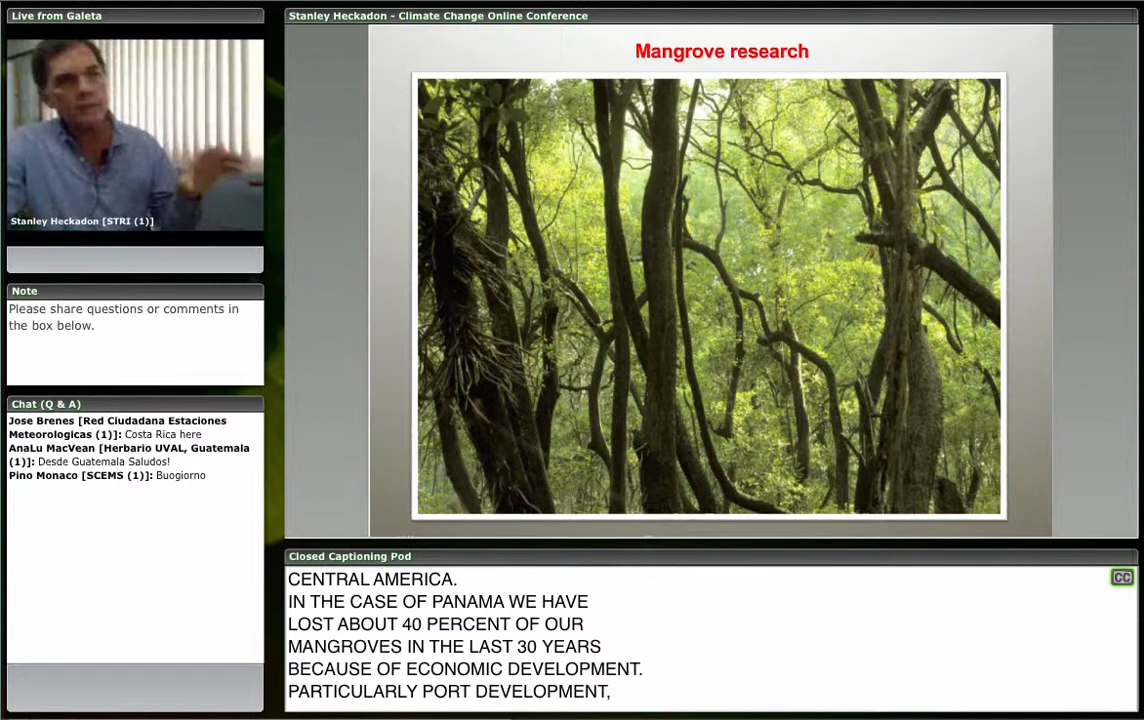 Live from Galeta
Stanley Heckadon [STRI (1)]
Note
Please share questions or comments in
the box below.
Chat (Q & A)
Jose Brenes [Red Ciudadana Estaciones
Meteorologicas (1)]: Costa Rica here
AnaLu MacVean [Herbario UVAL, Guatemala
(1)]: Desde Guatemala Saludos!
Pino Monaco [SCEMS (1)]: Buogiorno
Stanley Heckadon - Climate Change Online Conference
Mangrove research
Closed Captioning Pod
CC
CENTRAL AMERICA.
IN THE CASE OF PANAMA WE HAVE
LOST ABOUT 40 PERCENT OF OUR
MANGROVES IN THE LAST 30 YEARS
BECAUSE OF ECONOMIC DEVELOPMENT.
PARTICULARLY PORT DEVELOPMENT,